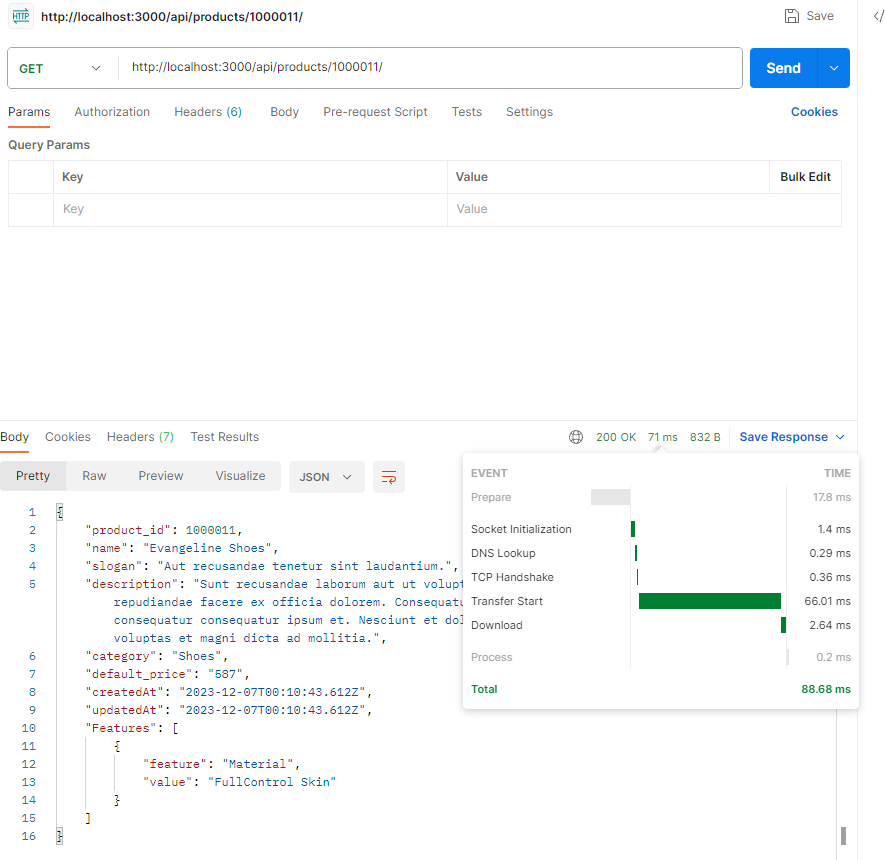 HTTP http://localhost:3000/api/products/1000011/ Save </>
GET http://localhost:3000/api/products/1000011/ Send
Params Authorization Headers (6) Body Pre-request Script Tests Settings Cookies
Query Params
Key Value Bulk Edit
Key Value
Body Cookies Headers (7) Test Results 200 OK 71 ms 832 B Save Response
Pretty Raw Preview Visualize JSON
EVENT TIME
Prepare 17.8 ms
Socket Initialization 1.4 ms
DNS Lookup 0.29 ms
TCP Handshake 0.36 ms
Transfer Start 66.01 ms
Download 2.64 ms
Process 0.2 ms
Total 88.68 ms
1 {
2 "product_id": 1000011,
3 "name": "Evangeline Shoes",
4 "slogan": "Aut recusandae tenetur sint laudantium.",
5 "description": "Sunt recusandae laborum aut ut
repudiandae facere ex officia dolorem.
consequatur consequatur ipsum et. Nesciunt et
voluptas et magni dicta ad mollitia.",
6 "category": "Shoes",
7 "default_price": "587",
8 "createdAt": "2023-12-07T00:10:43.612Z",
9 "updatedAt": "2023-12-07T00:10:43.612Z",
10 "Features": [
11 {
12 "feature": "Material",
13 "value": "FullControl Skin"
14 }
15 ]
16 }